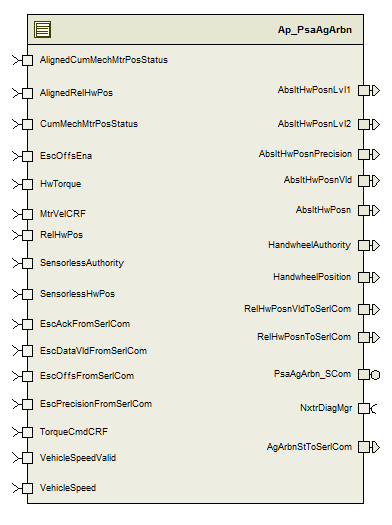 Ap_PsaAgArbn
AlignedCumMechMtrPosStatus
AlignedRelHwPos
CumMechMtrPosStatus
EscOffsEna
HwTorque
MtrVelCRF
RelHwPos
SensorlessAuthority
SensorlessHwPos
EscAckFromSerlCom
EscDataVldFromSerlCom
EscOffsFromSerlCom
EscPrecisionFromSerlCom
TorqueCmdCRF
VehicleSpeedValid
VehicleSpeed
AbsltHwPosnLvl1
AbsltHwPosnLvl2
AbsltHwPosnPrecision
AbsltHwPosnVld
AbsltHwPosn
HandwheelAuthority
HandwheelPosition
RelHwPosnVldToSerlCom
RelHwPosnToSerlCom
PsaAgArbn_SCom
NxtrDiagMgr
AgArbnStToSerlCom